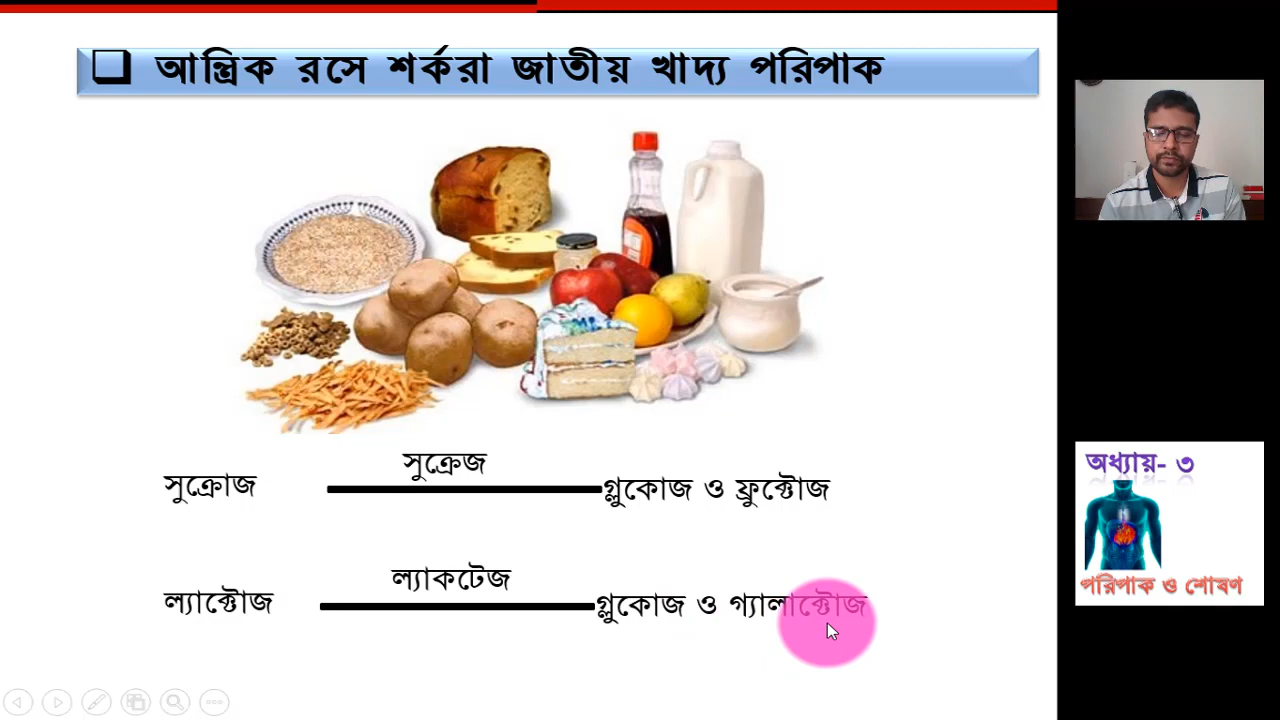 আন্ত্রিক রসে শর্করা জাতীয় খাদ্য পরিপাক
সুক্রেজ
সুক্রোজ গ্লুকোজ ও ফ্রুক্টোজ
ল্যাকটেজ
ল্যাক্টোজ গ্লুকোজ ও গ্যালাক্টোজ
অধ্যায়- ৩
পরিপাক ও শোষণ